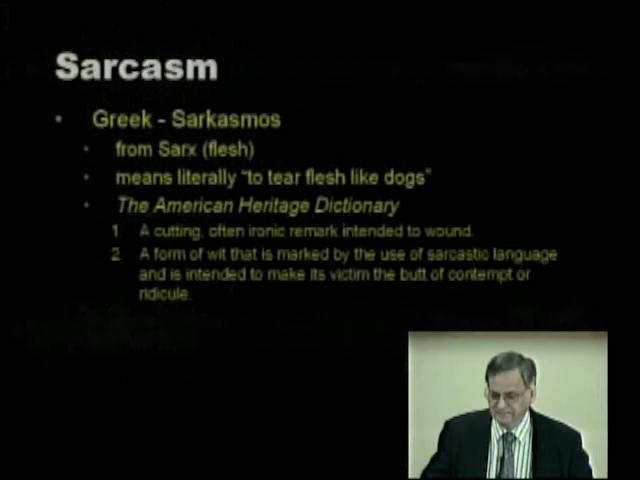 Sarcasm
• Greek - Sarkasmos
• from Sarx (flesh)
• means literally "to tear flesh like dogs"
• The American Heritage Dictionary
1 A cutting, often ironic remark intended to wound.
2 A form of wit that is marked by the use of sarcastic language
and is intended to make its victim the butt of contempt or
ridicule.